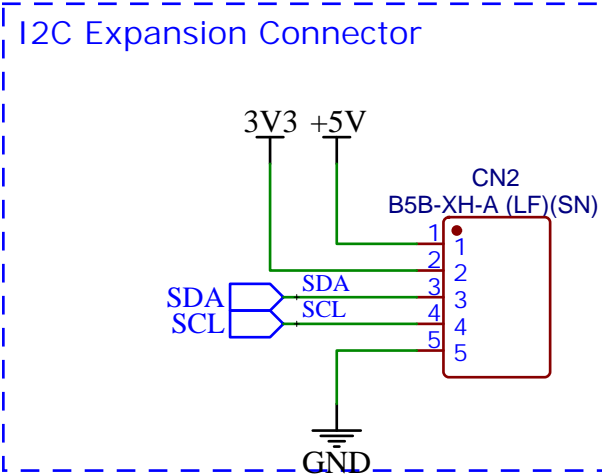 I2C Expansion Connector
3V3 +5V
CN2
B5B-XH-A (LF)(SN)
1 1
2 2
SDA SDA 3 3
SCL SCL 4 4
5 5
GND